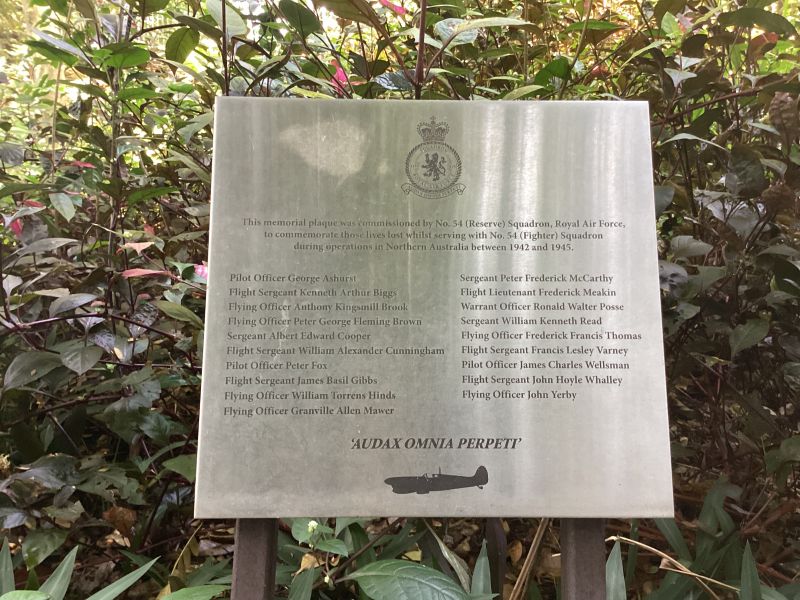 This memorial plaque was commissioned by No. 54 (Reserve) Squadron, Royal Air Force,
to commemorate those lives lost whilst serving with No. 54 (Fighter) Squadron
during operations in Northern Australia between 1942 and 1945.
Pilot Officer George Ashurst
Flight Sergeant Kenneth Arthur Biggs
Flying Officer Anthony Kingsmill Brook
Flying Officer Peter George Fleming Brown
Sergeant Albert Edward Cooper
Flight Sergeant William Alexander Cunningham
Pilot Officer Peter Fox
Flight Sergeant James Basil Gibbs
Flying Officer William Torrens Hinds
Flying Officer Granville Allen Mawer
Sergeant Peter Frederick McCarthy
Flight Lieutenant Frederick Meakin
Warrant Officer Ronald Walter Posse
Sergeant William Kenneth Read
Flying Officer Frederick Francis Thomas
Flight Sergeant Francis Lesley Varney
Pilot Officer James Charles Wellsman
Flight Sergeant John Hoyle Whalley
Flying Officer John Yerby
'AUDAX OMNIA PERPETI'